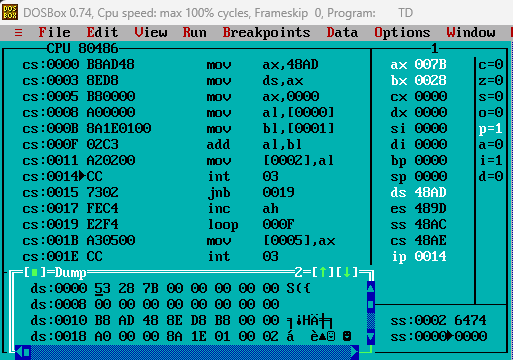 DOSBox 0.74, Cpu speed: max 100% cycles, Frameskip 0, Program: TD
≡ File Edit View Run Breakpoints Data Options Window
CPU 80486 1
cs:0000 B8AD48 mov ax,48AD ax 007B c=0
cs:0003 8ED8 mov ds,ax bx 0028 z=0
cs:0005 B80000 mov ax,0000 cx 0000 s=0
cs:0008 A00000 mov al,[0000] dx 0000 o=0
cs:000B 8A1E0100 mov bl,[0001] si 0000 p=1
cs:000F 02C3 add al,bl di 0000 a=0
cs:0011 A20200 mov [0002],al bp 0000 i=1
cs:0014►CC int 03 sp 0000 d=0
cs:0015 7302 jnb 0019 ds 48AD
cs:0017 FEC4 inc ah es 489D
cs:0019 E2F4 loop 000F ss 48AC
cs:001B A30500 mov [0005],ax cs 48AE
cs:001E CC int 03 ip 0014
[■]=Dump 2=[↑][↓]
ds:0000 53 28 7B 00 00 00 00 00 S({
ds:0008 00 00 00 00 00 00 00 00
ds:0010 B8 AD 48 8E D8 B8 00 00 ╕¡HÄ╪╕
ds:0018 A0 00 00 8A 1E 01 00 02 á è▲☺ ☻
ss:0002 6474
ss:0000►0000